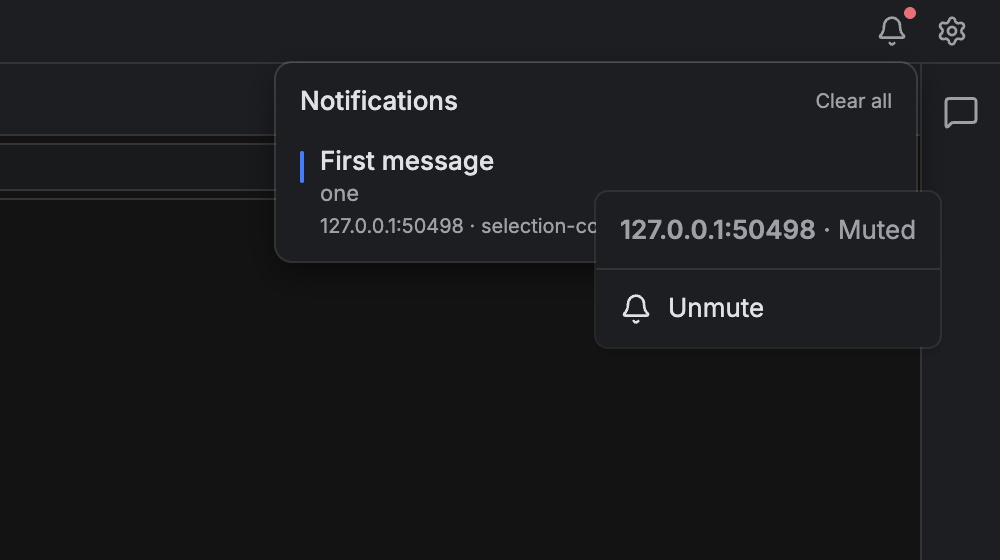 Notifications
Clear all
First message
one
127.0.0.1:50498 · selection-co
127.0.0.1:50498 · Muted
Unmute